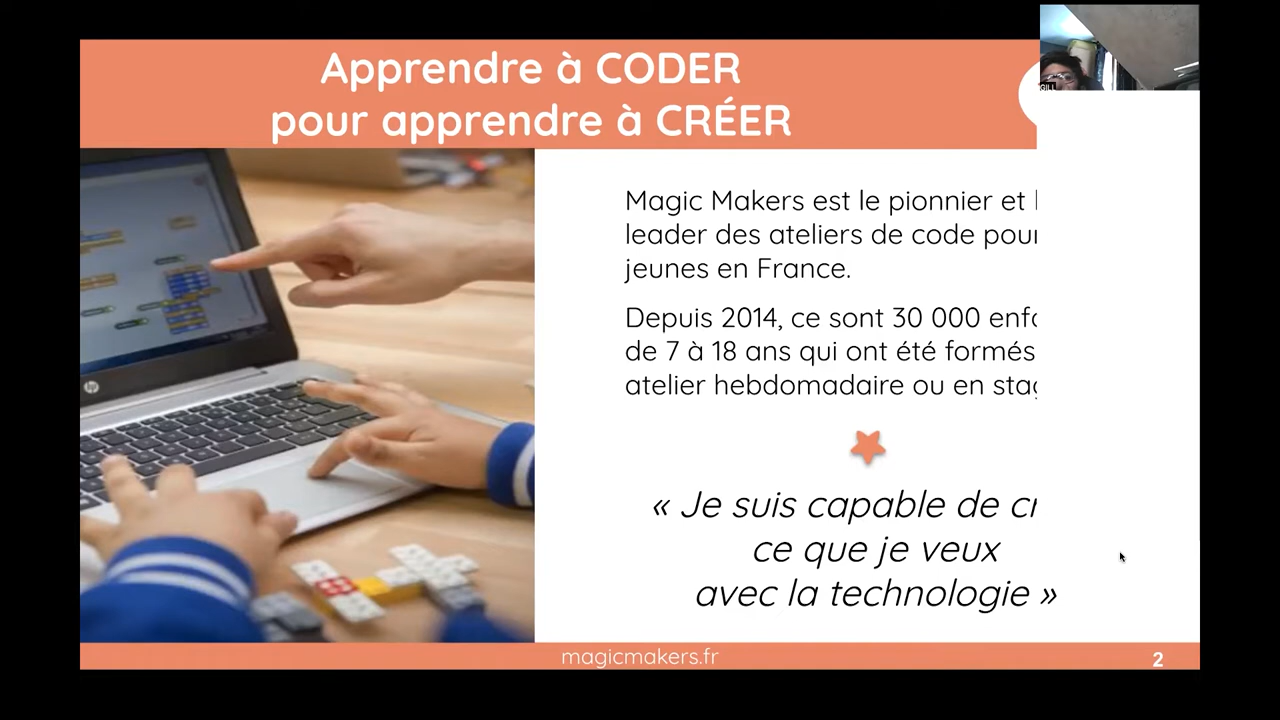 Apprendre à CODER
pour apprendre à CRÉER
Magic Makers est le pionnier et
leader des ateliers de code pour
jeunes en France.
Depuis 2014, ce sont 30 000
de 7 à 18 ans qui ont été formés
atelier hebdomadaire ou en
« Je suis capable de
ce que je veux
avec la technologie »
hp
magicmakers.fr
2